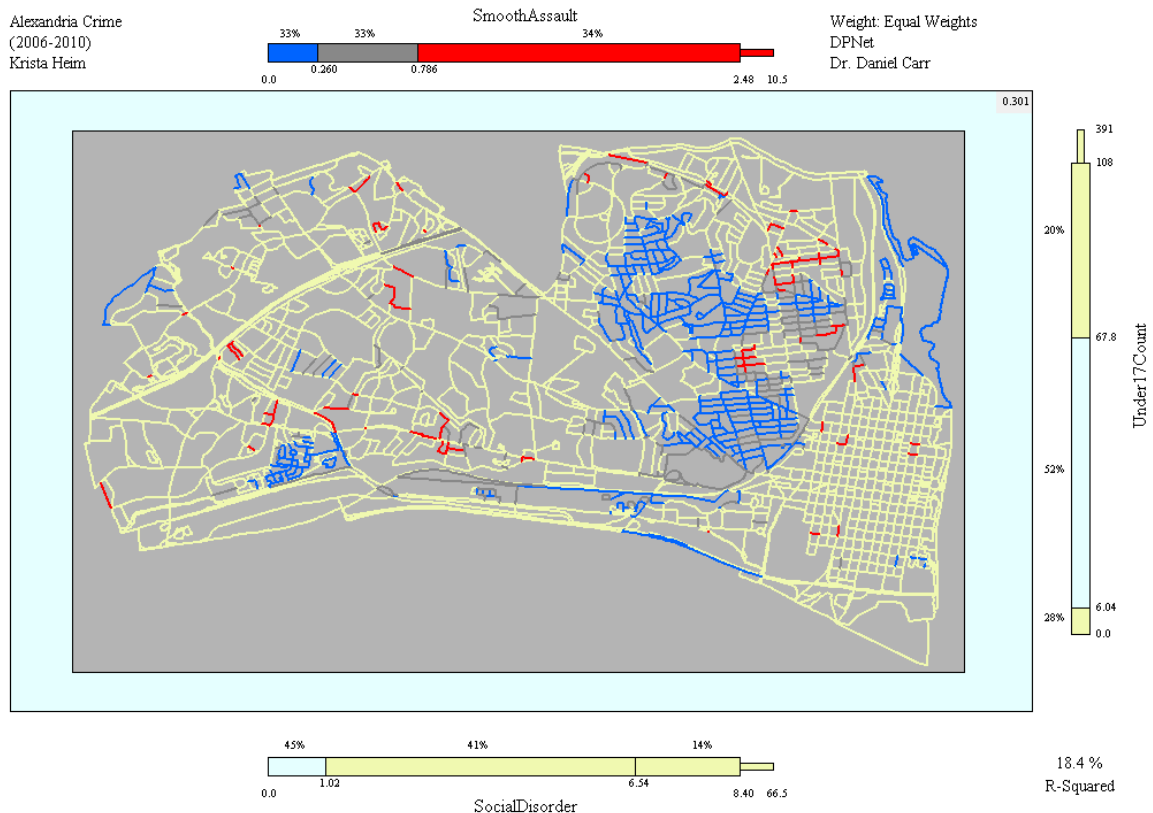 Alexandria Crime
(2006-2010)
Krista Heim
SmoothAssault
33% 33% 34%
0.0 0.260 0.786 2.48 10.5
Weight: Equal Weights
DPNet
Dr. Daniel Carr
0.301
391
108
20%
67.8
Under17Count
52%
6.04
28%
0.0
45% 41% 14%
0.0 1.02 6.54 8.40 66.5
SocialDisorder
18.4 %
R-Squared